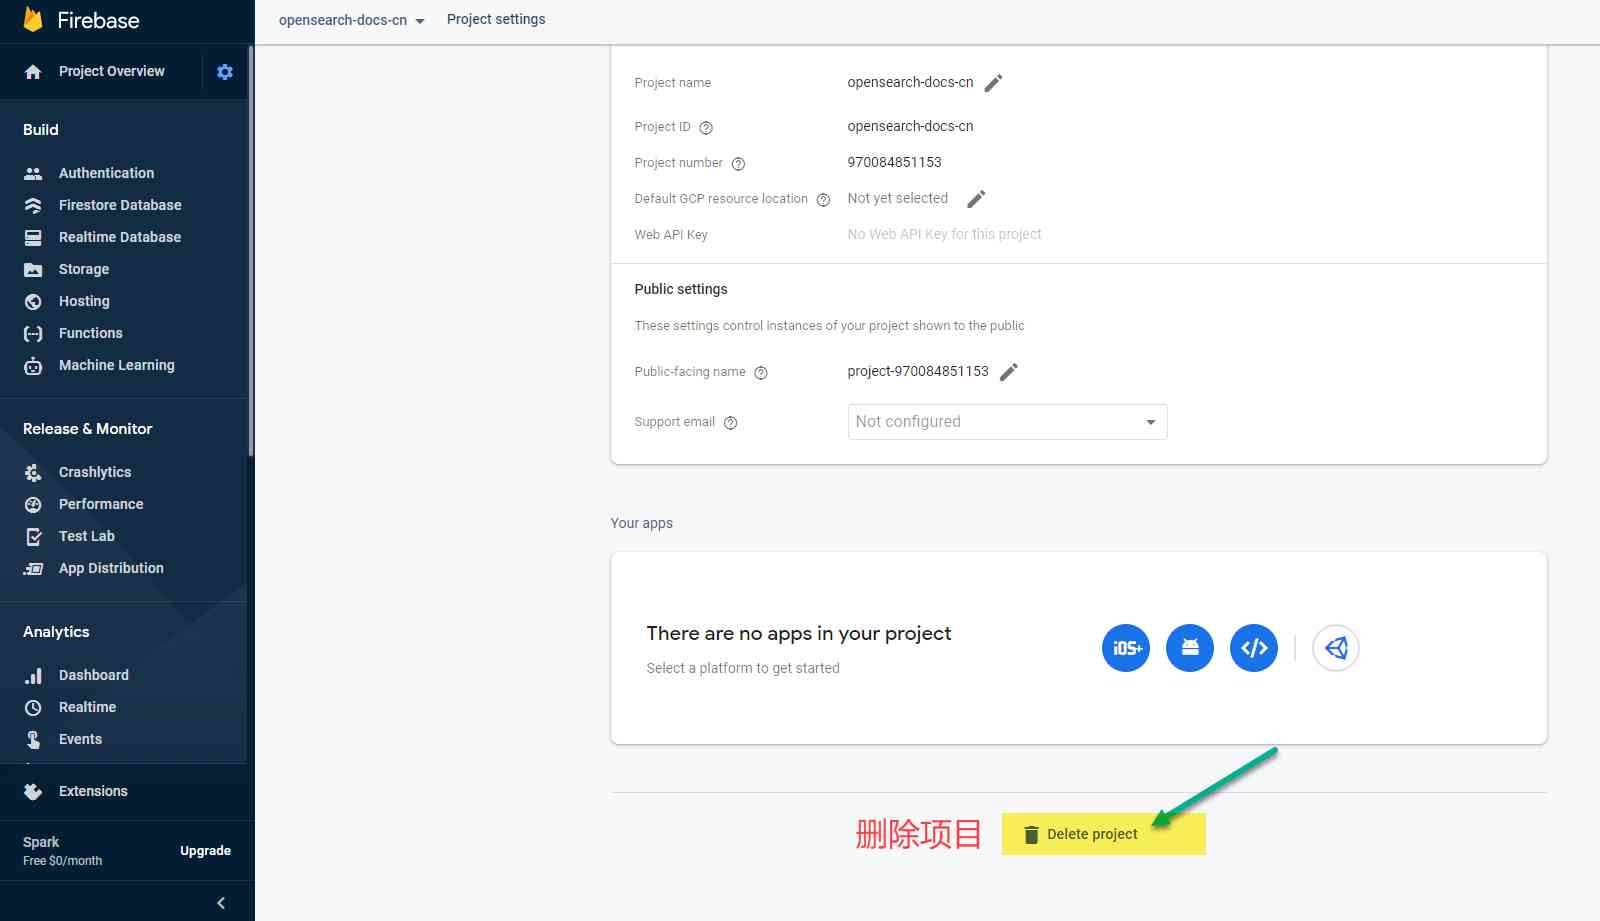 Firebase
Project Overview
Build
Authentication
Firestore Database
Realtime Database
Storage
Hosting
Functions
Machine Learning
Release & Monitor
Crashlytics
Performance
Test Lab
App Distribution
Analytics
Dashboard
Realtime
Events
Extensions
Spark
Free $0/month
Upgrade
opensearch-docs-cn
Project settings
Project name
opensearch-docs-cn
Project ID
opensearch-docs-cn
Project number
970084851153
Default GCP resource location
Not yet selected
Web API Key
No Web API Key for this project
Public settings
These settings control instances of your project shown to the public
Public-facing name
project-970084851153
Support email
Not configured
Your apps
There are no apps in your project
Select a platform to get started
iOS+
删除项目
Delete project